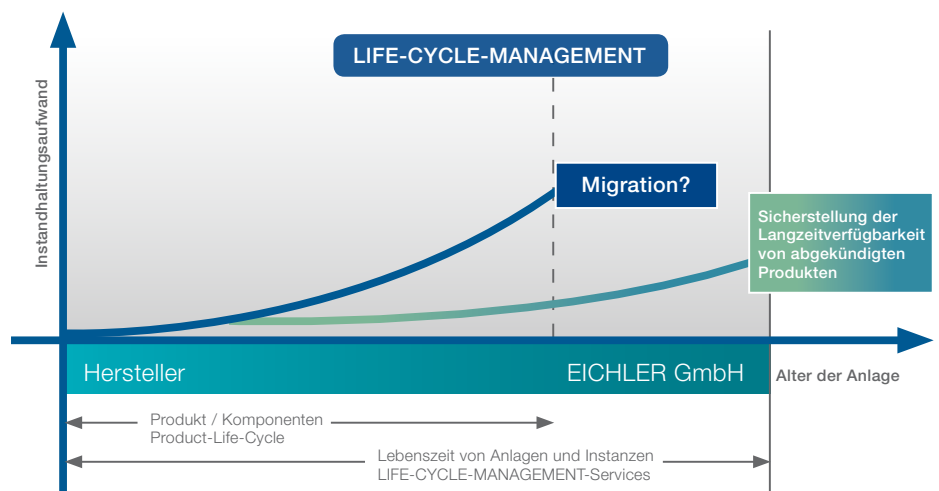 LIFE-CYCLE-MANAGEMENT
Instandhaltungsaufwand
Migration?
Sicherstellung der
Langzeitverfügbarkeit
von abgekündigten
Produkten
Hersteller
EICHLER GmbH
Alter der Anlage
Produkt / Komponenten
Product-Life-Cycle
Lebenszeit von Anlagen und Instanzen
LIFE-CYCLE-MANAGEMENT-Services